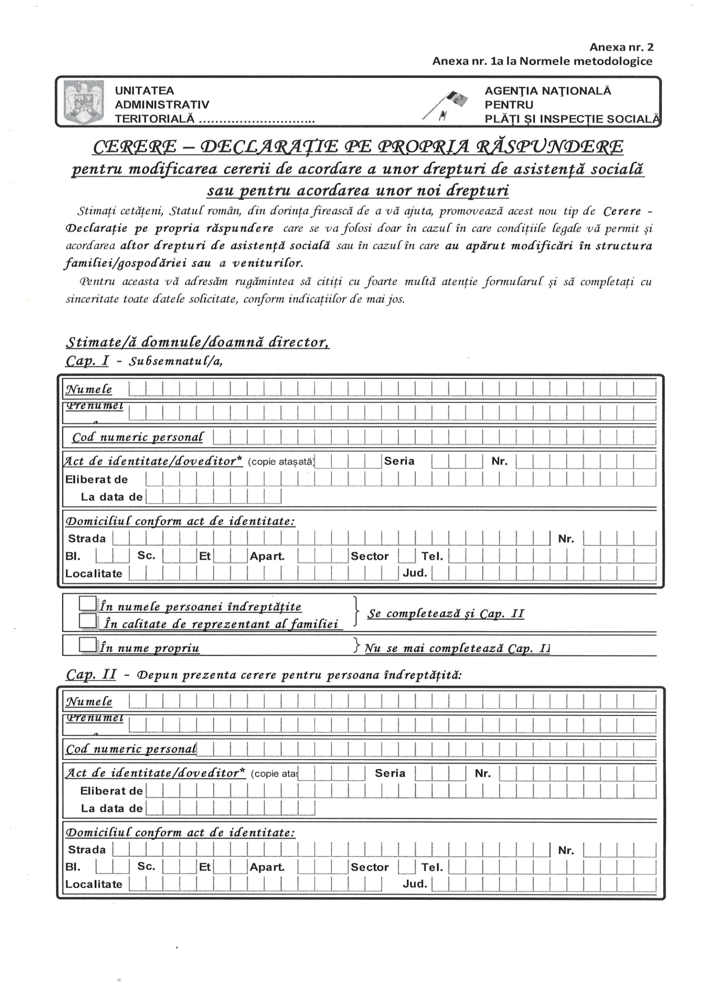 Anexa nr. 2
Anexa nr. 1a la Normele metodologice
UNITATEA
ADMINISTRATIV
TERITORIALĂ ………………………..
AGENŢIA NAŢIONALĂ
PENTRU
PLĂȚI ȘI INSPECȚIE SOCIALĂ
CERERE – DECLARAȚIE PE PROPRIA RĂSPUNDERE
pentru modificarea cererii de acordare a unor drepturi de asistență socială
sau pentru acordarea unor noi drepturi
Stimați cetățeni, Statul român, din dorința firească de a vă ajuta, promovează acest nou tip de Cerere -
Declarație pe propria răspundere care se va folosi doar în cazul în care condițiile legale vă permit şi
acordarea altor drepturi de asistență socială sau în cazul în care au apărut modificări în structura
familiei/gospodăriei sau a veniturilor.
Pentru aceasta vă adresăm rugămintea să citiți cu foarte multă atenție formularul şi să completați cu
sinceritate toate datele solicitate, conform indicațiilor de mai jos.
Stimate/ă domnule/doamnă director,
Cap. I - Subsemnatul/a,
Numele
Prenumel
e
Cod numeric personal
Act de identitate/doveditor* (copie atașată) Seria Nr.
Eliberat de
La data de
Domiciliul conform act de identitate:
Strada Nr.
Bl. Sc. Et Apart. Sector Tel.
Localitate Jud.
În numele persoanei îndreptățite
În calitate de reprezentant al familiei
Se completează şi Cap. II
În nume propriu
Nu se mai completează Cap. II
Cap. II - Depun prezenta cerere pentru persoana îndreptățită:
Numele
Prenumel
e
Cod numeric personal
Act de identitate/doveditor* (copie ataș Seria Nr.
Eliberat de
La data de
Domiciliul conform act de identitate:
Strada Nr.
Bl. Sc. Et Apart. Sector Tel.
Localitate Jud.